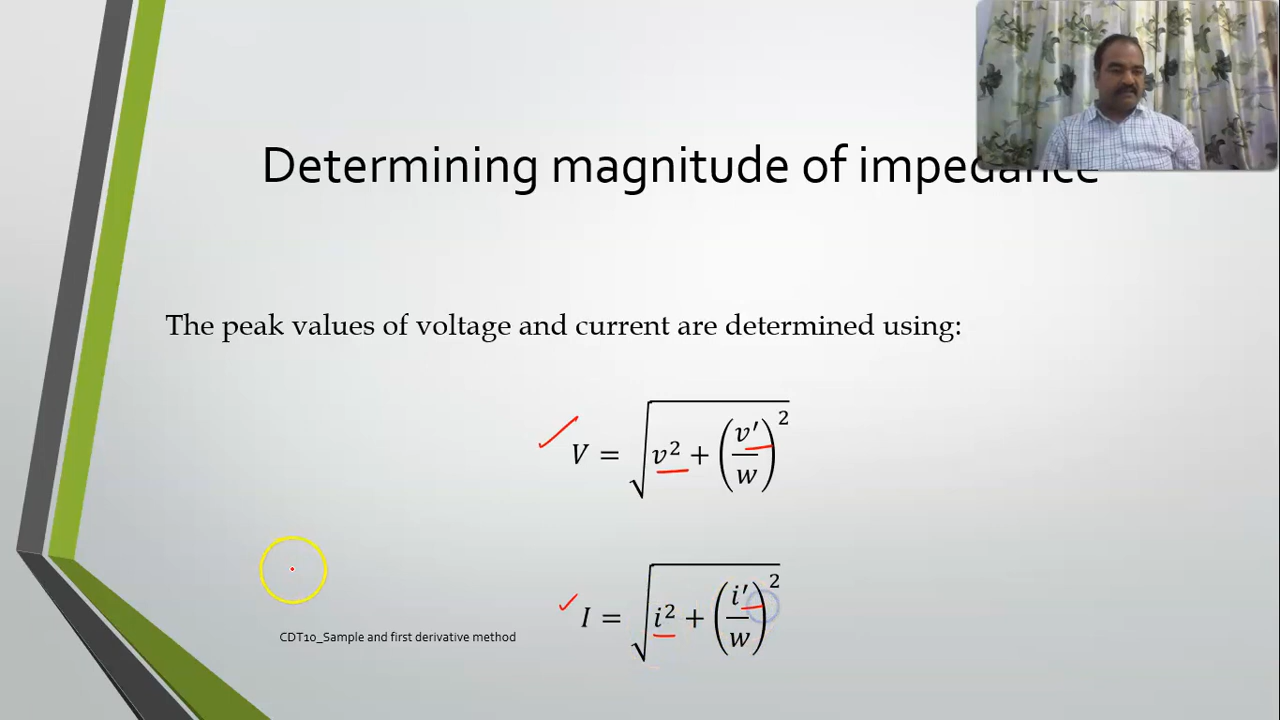 Determining magnitude of impedance
The peak values of voltage and current are determined using:
V = √(v² + (v′/w)²)
I = √(i² + (i′/w)²)
CDT10_Sample and first derivative method